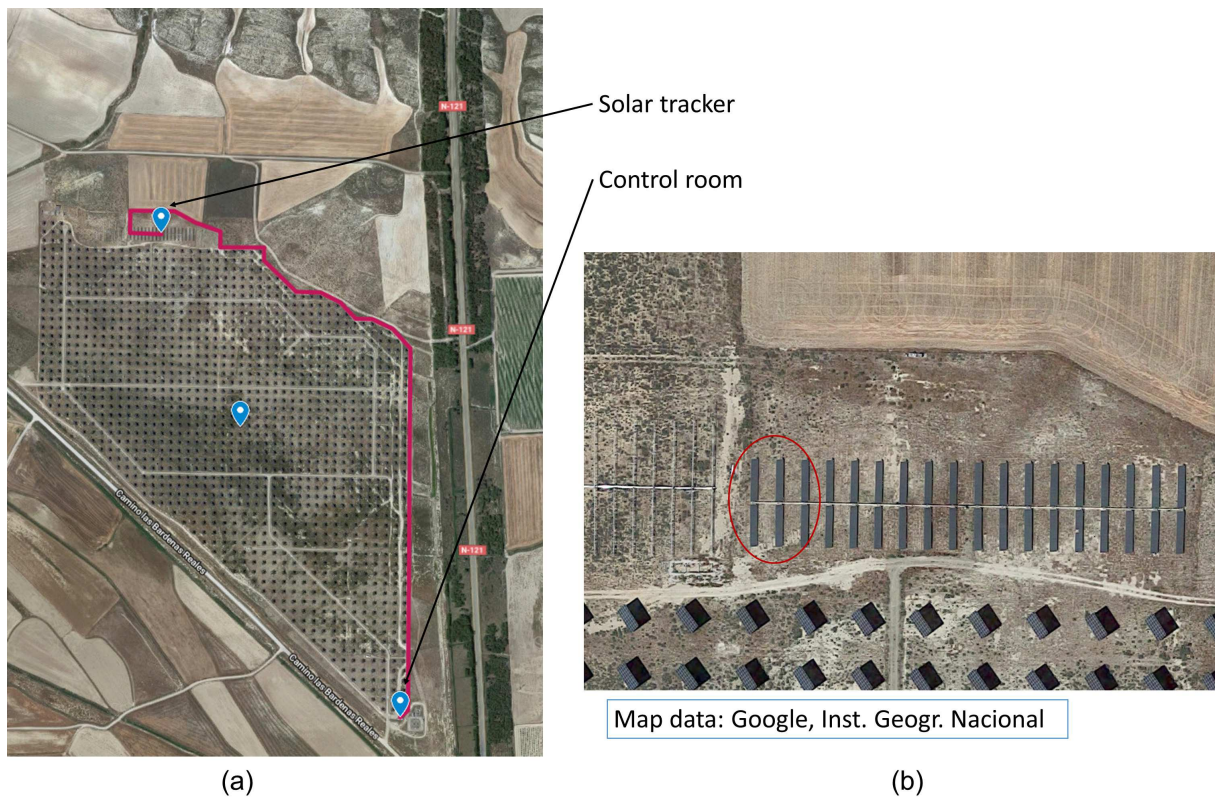 N-121
Solar tracker
Control room
N-121
N-121
Camino las Bardenas Reales
Camino las Bardenas Reales
Map data: Google, Inst. Geogr. Nacional
(a)
(b)